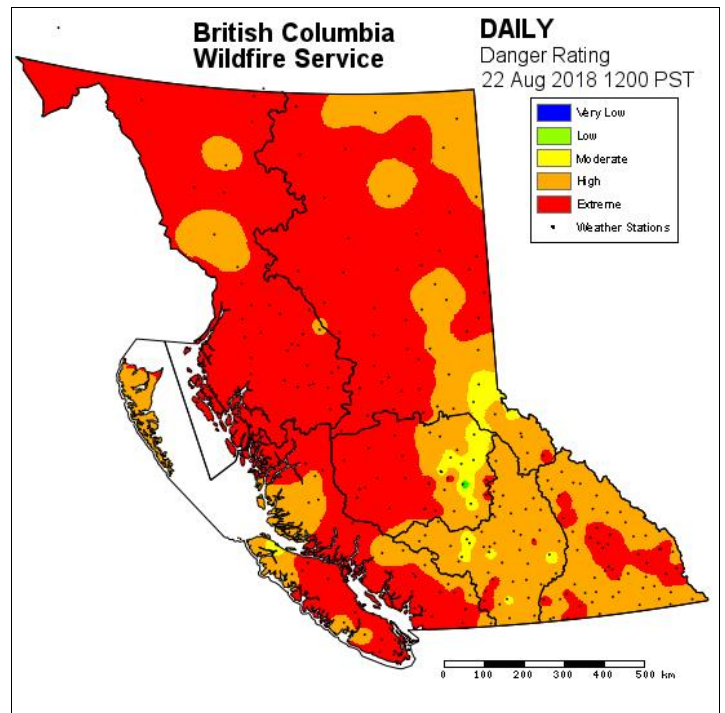 British Columbia
Wildfire Service
DAILY
Danger Rating
22 Aug 2018 1200 PST
Very Low
Low
Moderate
High
Extreme
Weather Stations
0 100 200 300 400 500 km